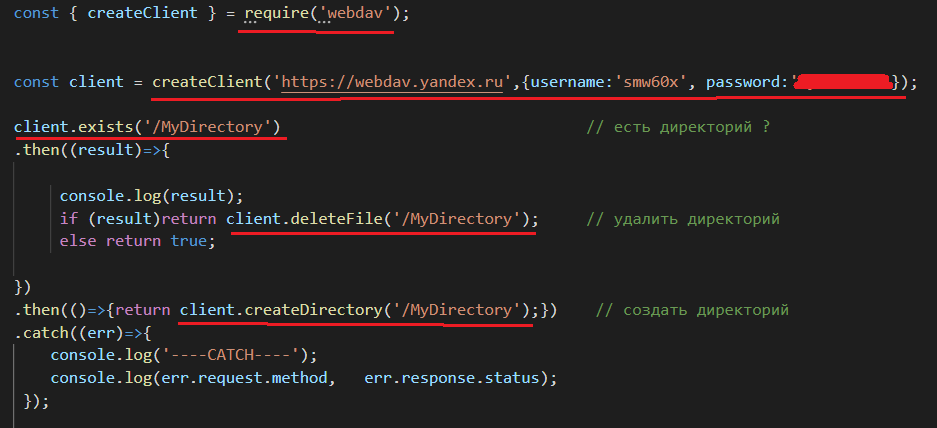 const { createClient } = require('webdav');
const client = createClient('https://webdav.yandex.ru',{username:'smw60x', password:' });
client.exists('/MyDirectory') // есть директорий ?
.then((result)=>{
console.log(result);
if (result)return client.deleteFile('/MyDirectory'); // удалить директорий
else return true;
})
.then(()=>{return client.createDirectory('/MyDirectory');}) // создать директорий
.catch((err)=>{
console.log('----CATCH----');
console.log(err.request.method, err.response.status);
});